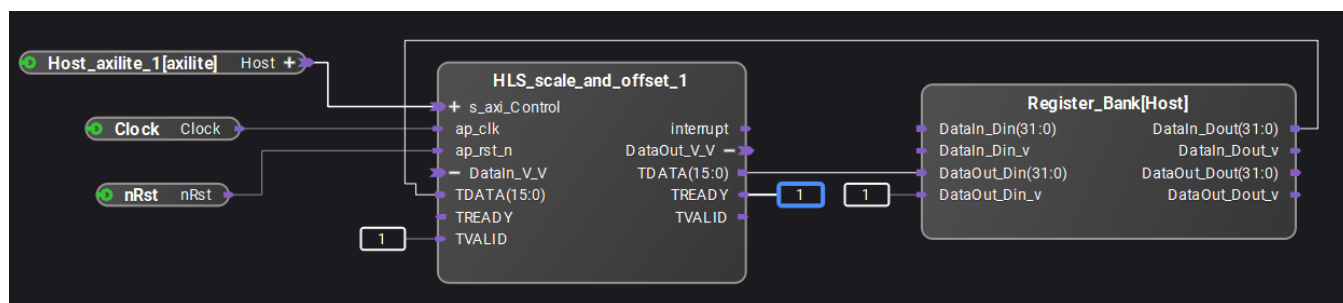 Host_axilite_1[axilite] Host +
Clock Clock
nRst nRst
1
HLS_scale_and_offset_1
+ s_axi_Control
ap_clk interrupt
ap_rst_n DataOut_V_V −
− DataIn_V_V TDATA(15:0)
TDATA(15:0) TREADY
TREADY TVALID
TVALID
1
1
Register_Bank[Host]
DataIn_Din(31:0) DataIn_Dout(31:0)
DataIn_Din_v DataIn_Dout_v
DataOut_Din(31:0) DataOut_Dout(31:0)
DataOut_Din_v DataOut_Dout_v